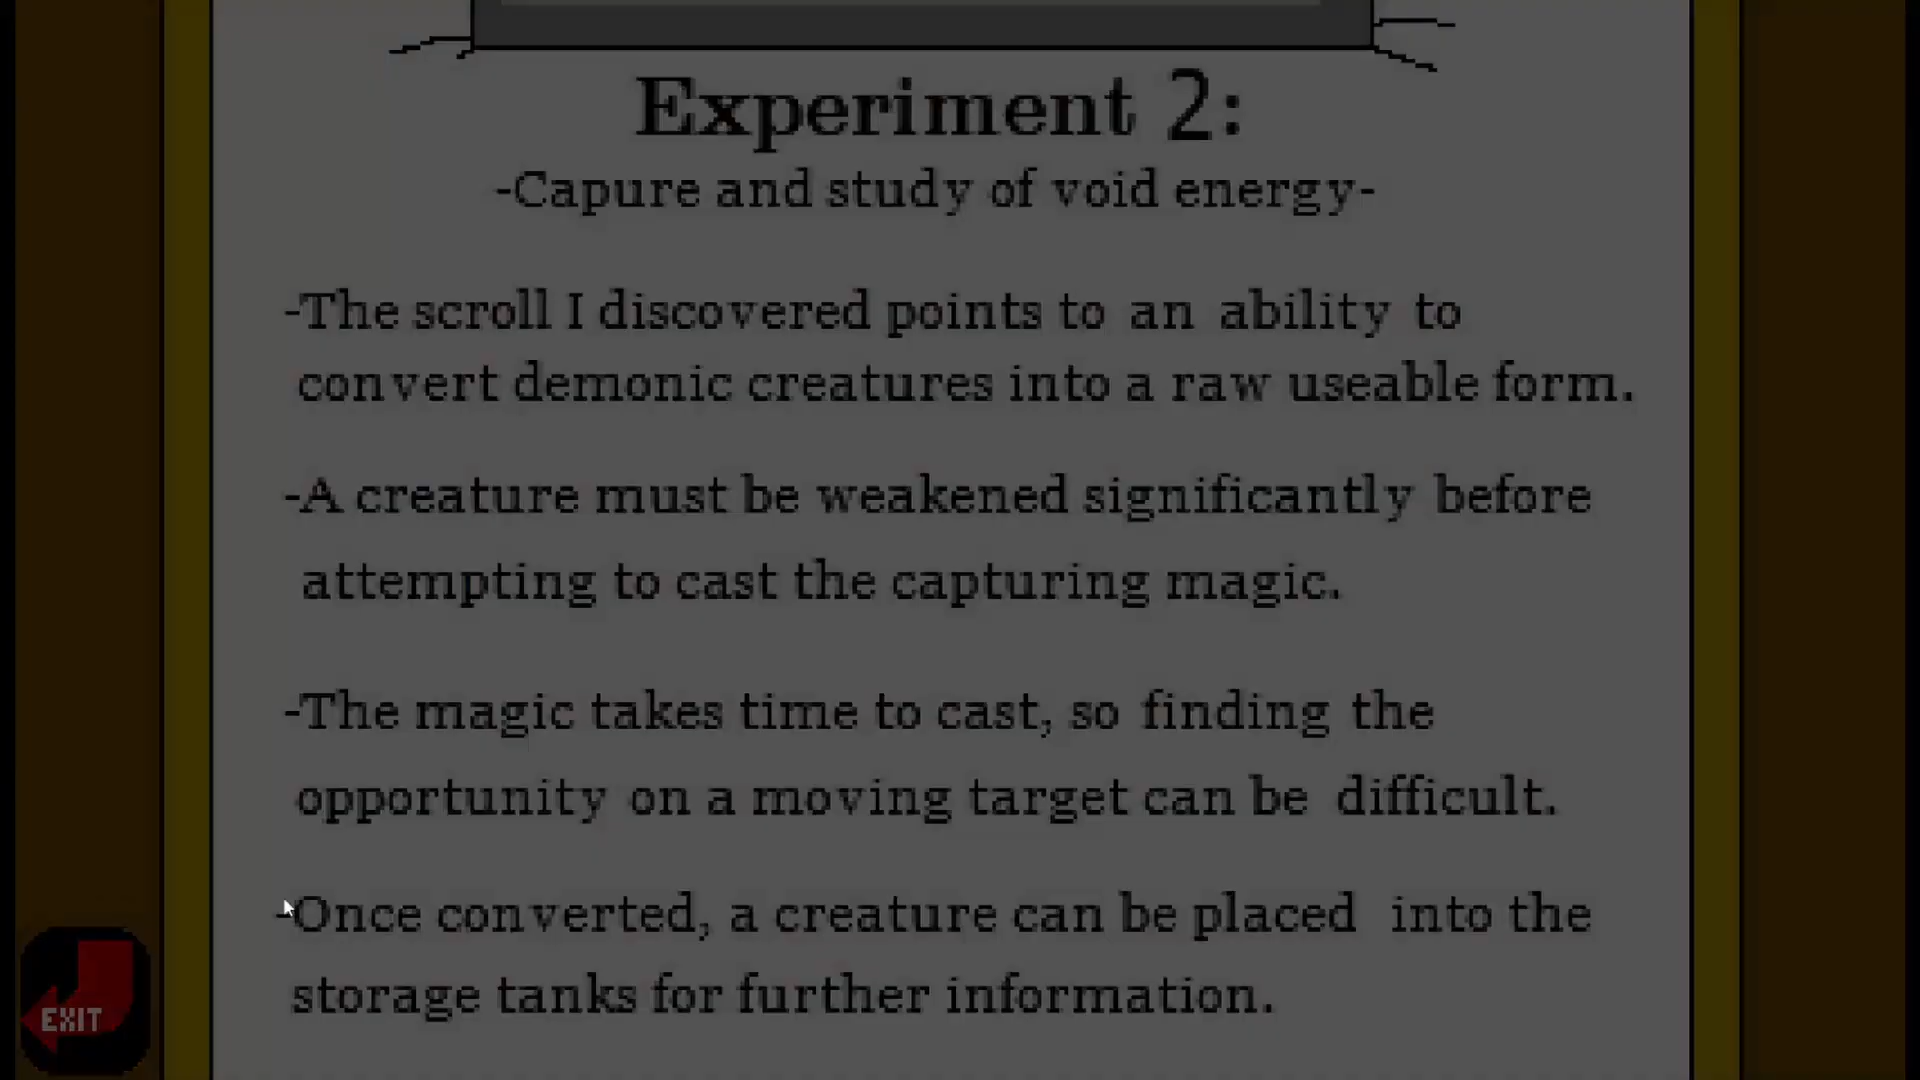 Experiment 2:
-Capure and study of void energy-
-The scroll I discovered points to an ability to
convert demonic creatures into a raw useable form.
-A creature must be weakened significantly before
attempting to cast the capturing magic.
-The magic takes time to cast, so finding the
opportunity on a moving target can be difficult.
-Once converted, a creature can be placed into the
storage tanks for further information.
EXIT